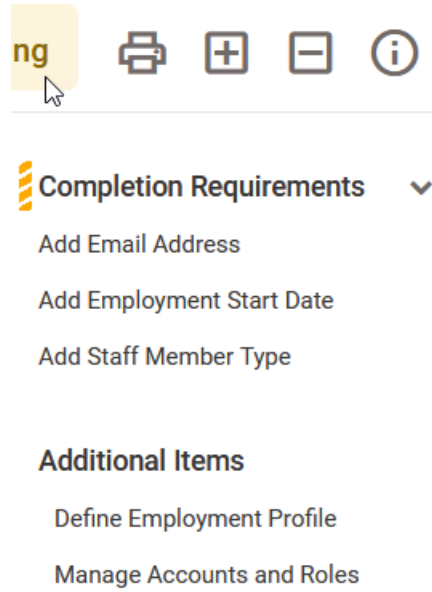 ng
Completion Requirements
Add Email Address
Add Employment Start Date
Add Staff Member Type
Additional Items
Define Employment Profile
Manage Accounts and Roles